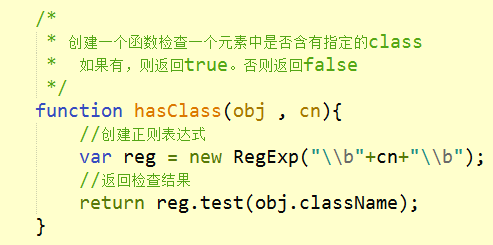 /*
 * 创建一个函数检查一个元素中是否含有指定的class
 *  如果有，则返回true。否则返回false
 */
function hasClass(obj , cn){
    //创建正则表达式
    var reg = new RegExp("\\b"+cn+"\\b");
    //返回检查结果
    return reg.test(obj.className);
}